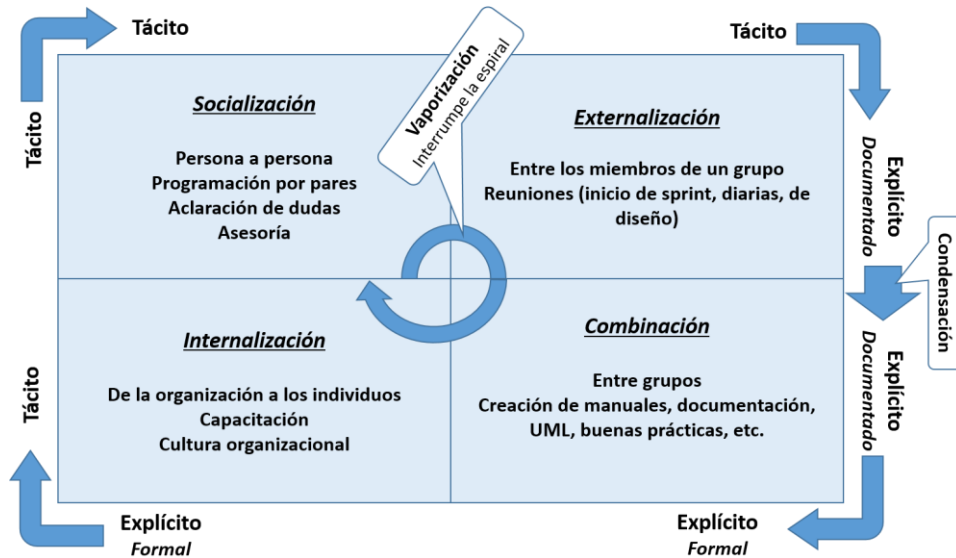 Tácito
Tácito
Tácito
Explícito
Documentado
Vaporización
Interrumpe la espiral
Socialización
Persona a persona
Programación por pares
Aclaración de dudas
Asesoría
Externalización
Entre los miembros de un grupo
Reuniones (inicio de sprint, diarias, de
diseño)
Condensación
Internalización
De la organización a los individuos
Capacitación
Cultura organizacional
Combinación
Entre grupos
Creación de manuales, documentación,
UML, buenas prácticas, etc.
Explícito
Documentado
Tácito
Explícito
Formal
Explícito
Formal